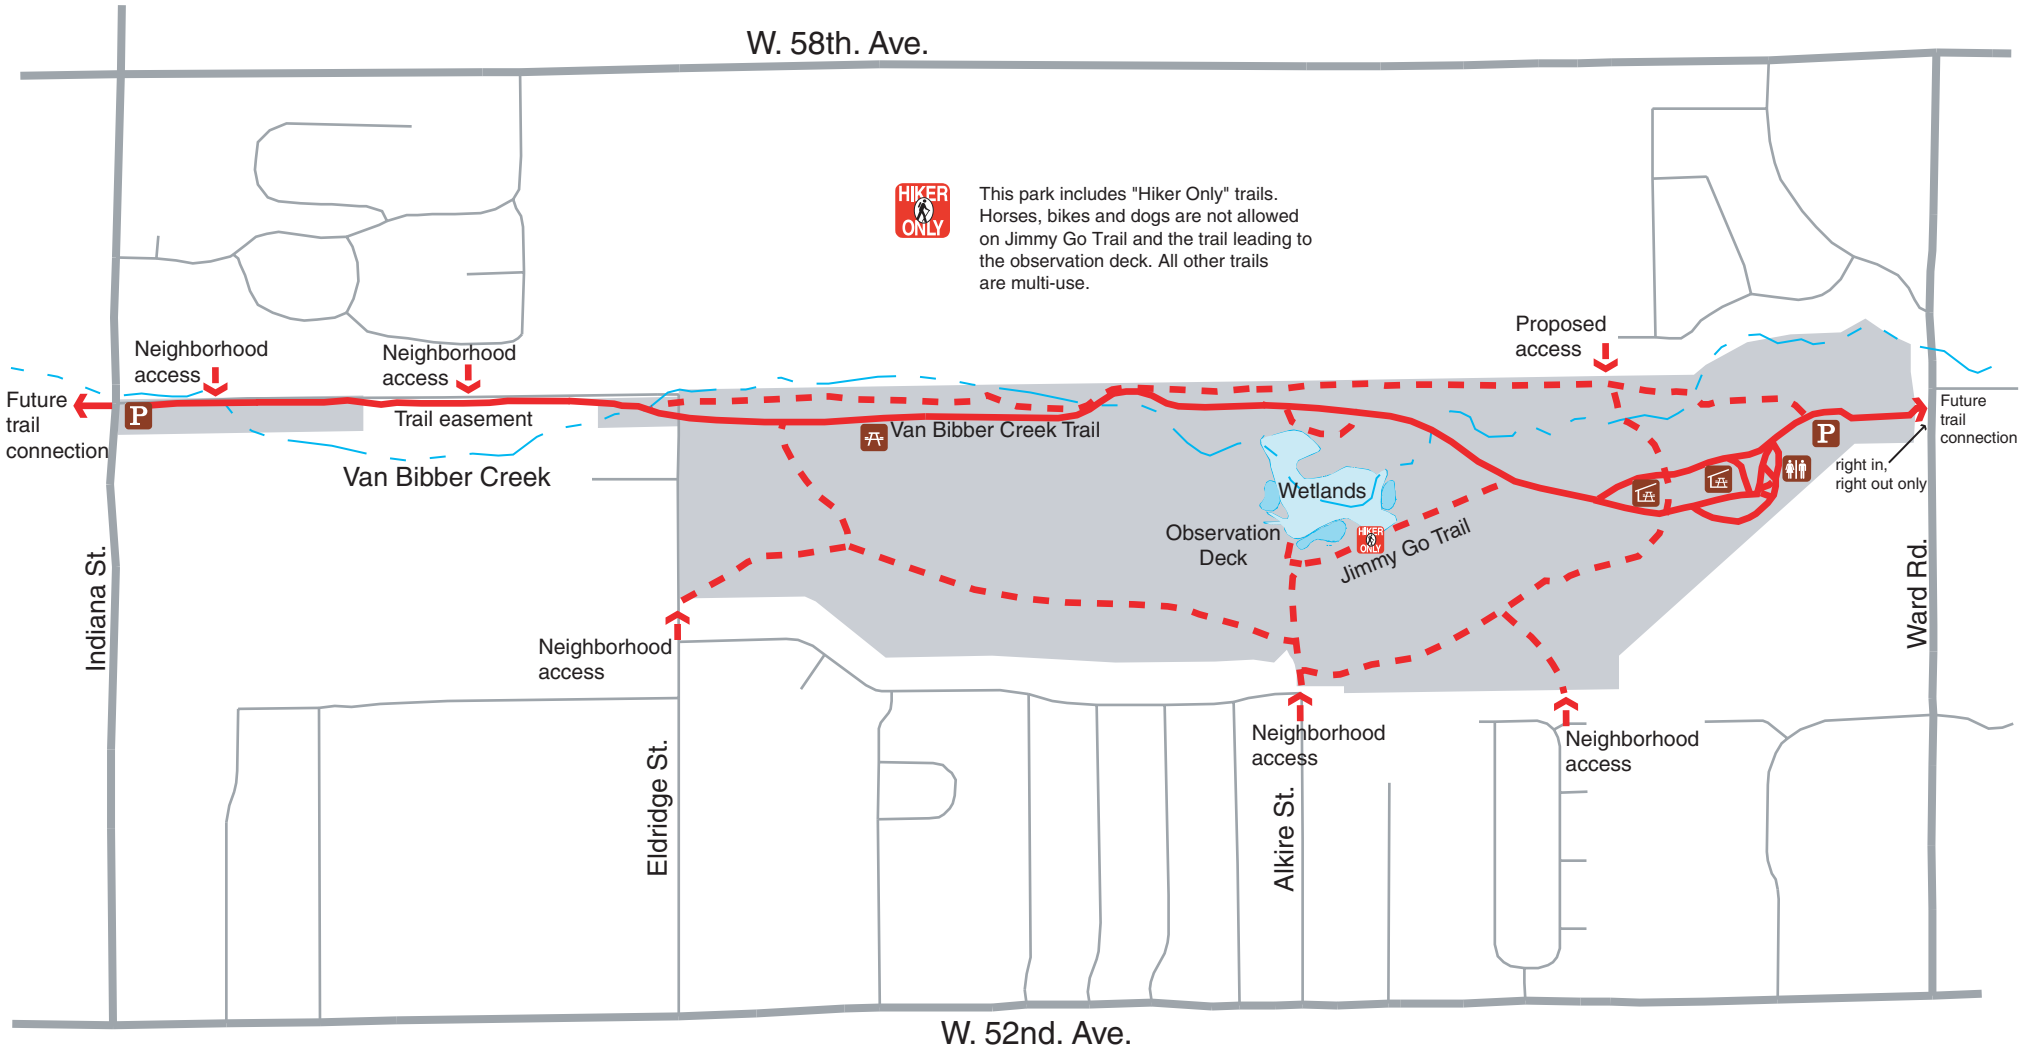 W. 58th. Ave.
HIKER
ONLY
This park includes "Hiker Only" trails.
Horses, bikes and dogs are not allowed
on Jimmy Go Trail and the trail leading to
the observation deck. All other trails
are multi-use.
Proposed
access
Neighborhood
access
Neighborhood
access
Future
trail
connection
P
Trail easement
Van Bibber Creek Trail
Van Bibber Creek
P
Future
trail
connection
right in,
right out only
Wetlands
Observation
Deck
HIKER
ONLY
Jimmy Go Trail
Indiana St.
Ward Rd.
Neighborhood
access
Neighborhood
access
Neighborhood
access
Eldridge St.
Alkire St.
W. 52nd. Ave.